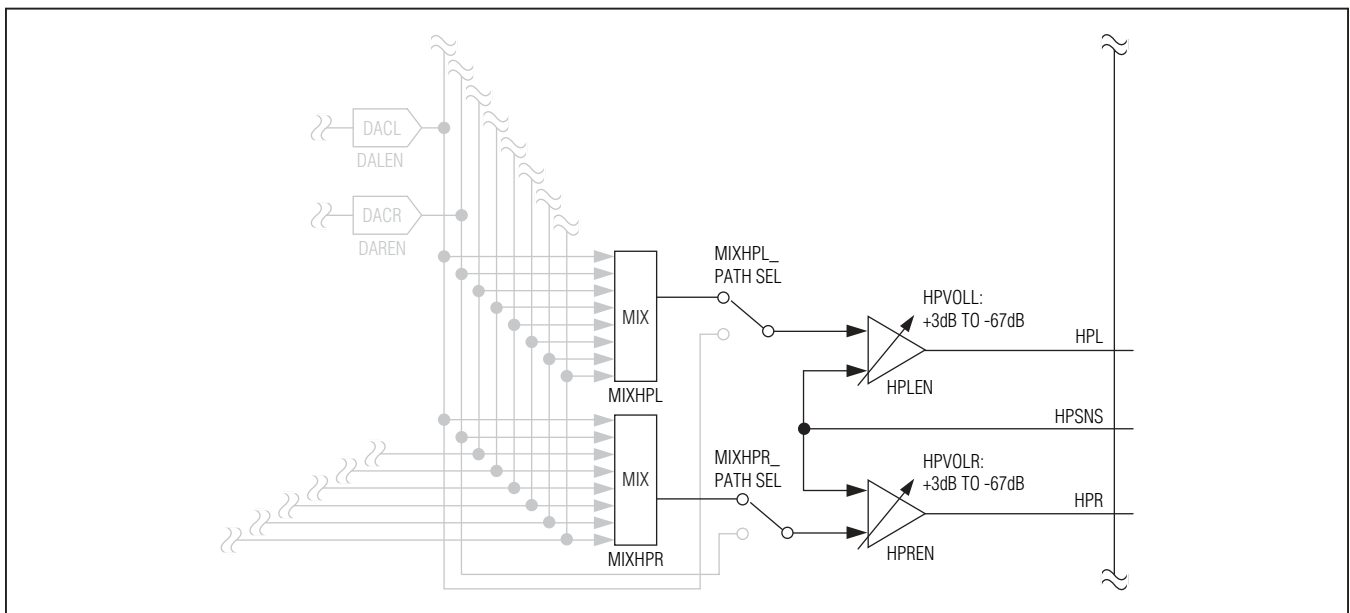 DACL
DALEN
DACR
DAREN
MIXHPL_
PATH SEL
MIX
MIXHPL
HPVOLL:
+3dB TO -67dB
HPLEN
HPL
HPSNS
MIX
MIXHPR
MIXHPR_
PATH SEL
HPVOLR:
+3dB TO -67dB
HPREN
HPR